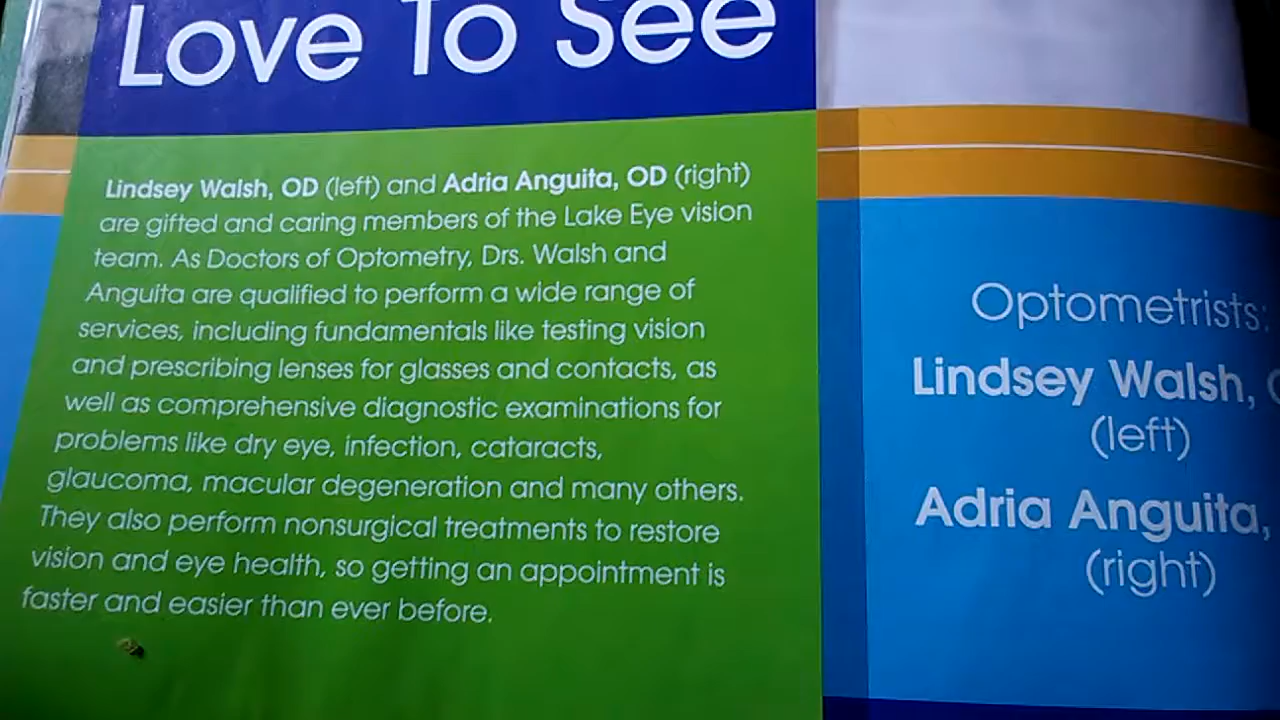 Love To See
Lindsey Walsh, OD (left) and Adria Anguita, OD (right)
are gifted and caring members of the Lake Eye vision
team. As Doctors of Optometry, Drs. Walsh and
Anguita are qualified to perform a wide range of
services, including fundamentals like testing vision
and prescribing lenses for glasses and contacts, as
well as comprehensive diagnostic examinations for
problems like dry eye, infection, cataracts,
glaucoma, macular degeneration and many others.
They also perform nonsurgical treatments to restore
vision and eye health, so getting an appointment is
faster and easier than ever before.
Optometrists:
Lindsey Walsh,
(left)
Adria Anguita,
(right)